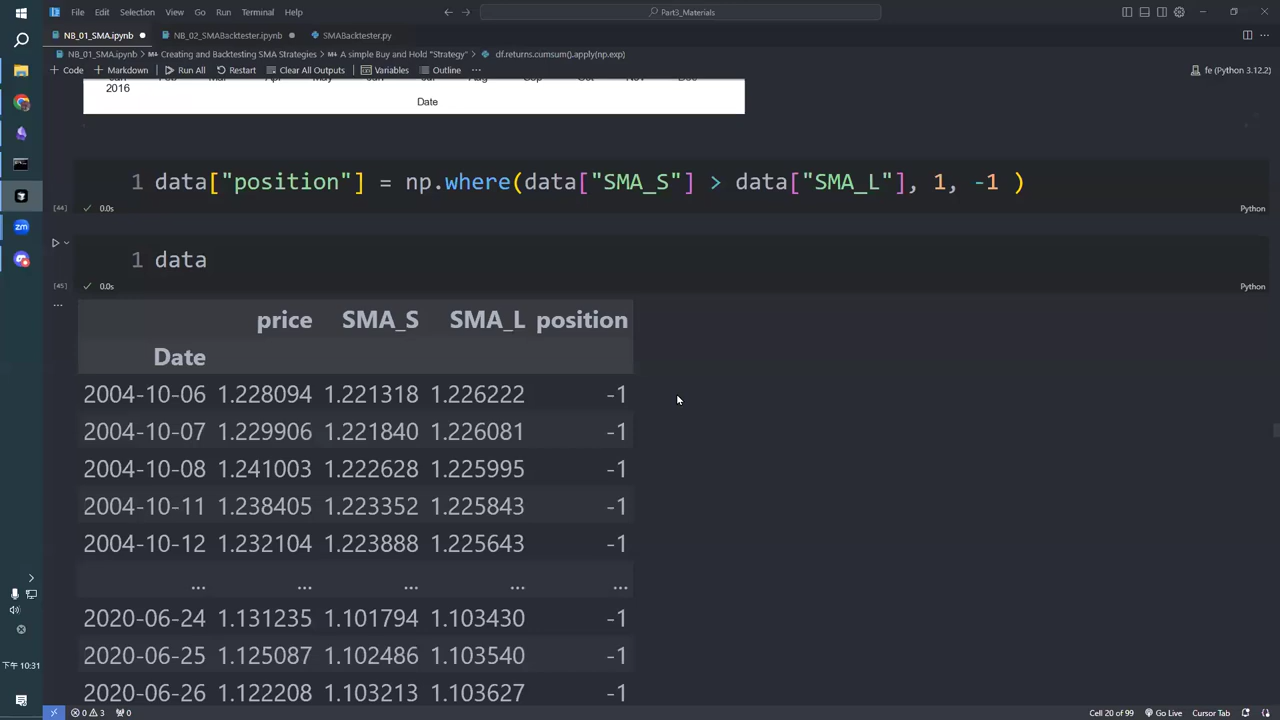 File Edit Selection View Go Run Terminal Help
Part3_Materials
NB_01_SMA.ipynb NB_02_SMABacktester.ipynb SMABacktester.py
NB_01_SMA.ipynb > Creating and Backtesting SMA Strategies > A simple Buy and Hold "Strategy" > df.returns.cumsum().apply(np.exp)
+ Code + Markdown Run All Restart Clear All Outputs Variables Outline ...
fe (Python 3.12.2)
2016
Date
1 data["position"] = np.where(data["SMA_S"] > data["SMA_L"], 1, -1 )
[44] 0.0s Python
1 data
[45] 0.0s Python
...
price SMA_S SMA_L position
Date
2004-10-06 1.228094 1.221318 1.226222 -1
2004-10-07 1.229906 1.221840 1.226081 -1
2004-10-08 1.241003 1.222628 1.225995 -1
2004-10-11 1.238405 1.223352 1.225843 -1
2004-10-12 1.232104 1.223888 1.225643 -1
... ... ... ... ...
2020-06-24 1.131235 1.101794 1.103430 -1
2020-06-25 1.125087 1.102486 1.103540 -1
2020-06-26 1.122208 1.103213 1.103627 -1
zm
下午 10:31
0 3 0
Cell 20 of 99 Go Live Cursor Tab